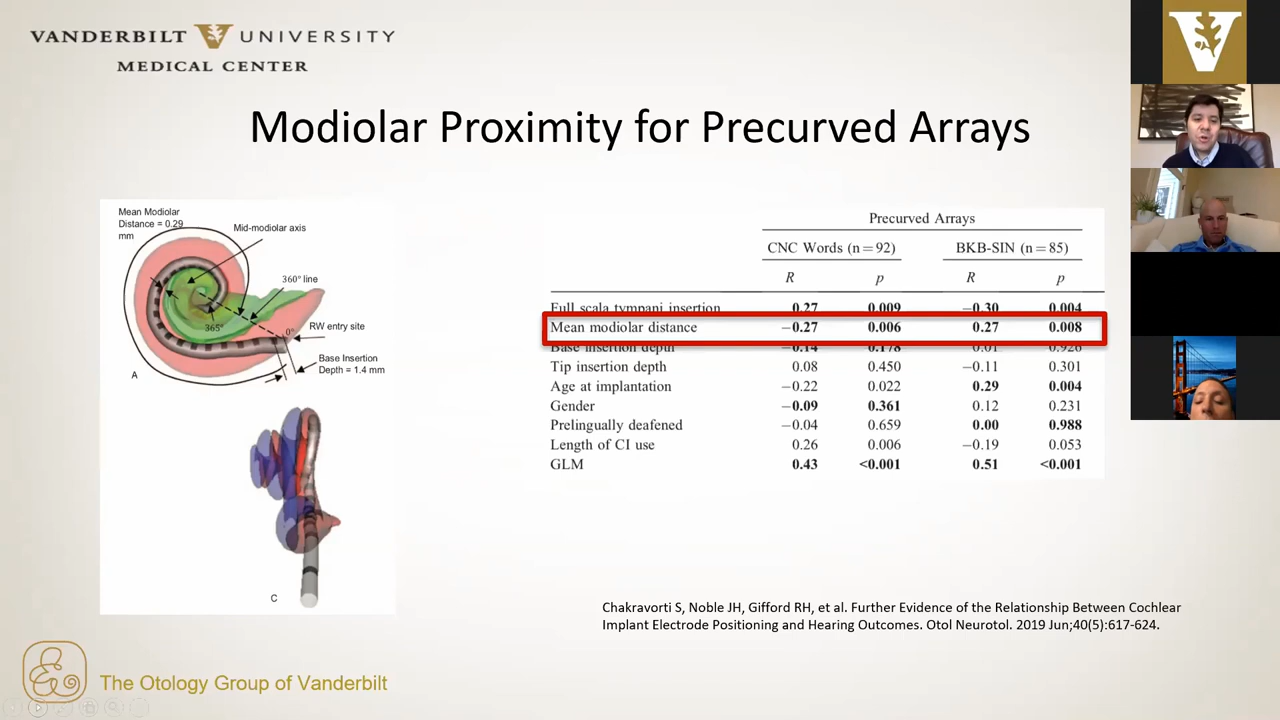 VANDERBILT UNIVERSITY
MEDICAL CENTER
V
Modiolar Proximity for Precurved Arrays
Mean Modiolar
Distance = 0.29
mm
Mid-modiolar axis
360° line
365°
0°
RW entry site
Base Insertion
Depth = 1.4 mm
A
C
Precurved Arrays
CNC Words (n = 92) BKB-SIN (n = 85)
R p R p
Full scala tympani insertion 0.27 0.009 −0.30 0.004
Mean modiolar distance −0.27 0.006 0.27 0.008
Base insertion depth −0.14 0.178 0.01 0.926
Tip insertion depth 0.08 0.450 −0.11 0.301
Age at implantation −0.22 0.022 0.29 0.004
Gender −0.09 0.361 0.12 0.231
Prelingually deafened −0.04 0.659 0.00 0.988
Length of CI use 0.26 0.006 −0.19 0.053
GLM 0.43 <0.001 0.51 <0.001
Chakravorti S, Noble JH, Gifford RH, et al. Further Evidence of the Relationship Between Cochlear
Implant Electrode Positioning and Hearing Outcomes. Otol Neurotol. 2019 Jun;40(5):617-624.
The Otology Group of Vanderbilt